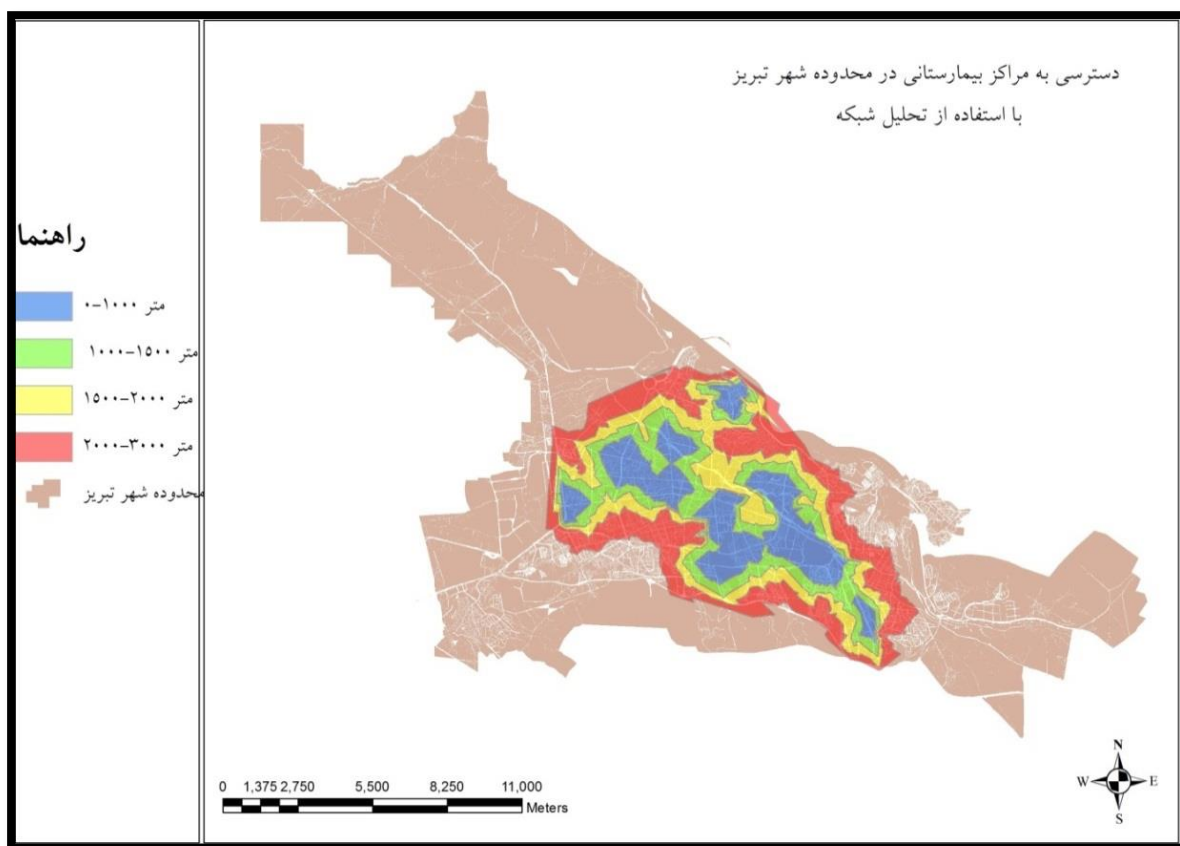 دسترسی به مراکز بیمارستانی در محدوده شهر تبریز
با استفاده از تحلیل شبکه
راهنما
۰-۱۰۰۰ متر
۱۰۰۰-۱۵۰۰ متر
۱۵۰۰-۲۰۰۰ متر
۲۰۰۰-۳۰۰۰ متر
محدوده شهر تبریز
0 1,375 2,750 5,500 8,250 11,000
Meters
N
W E
S